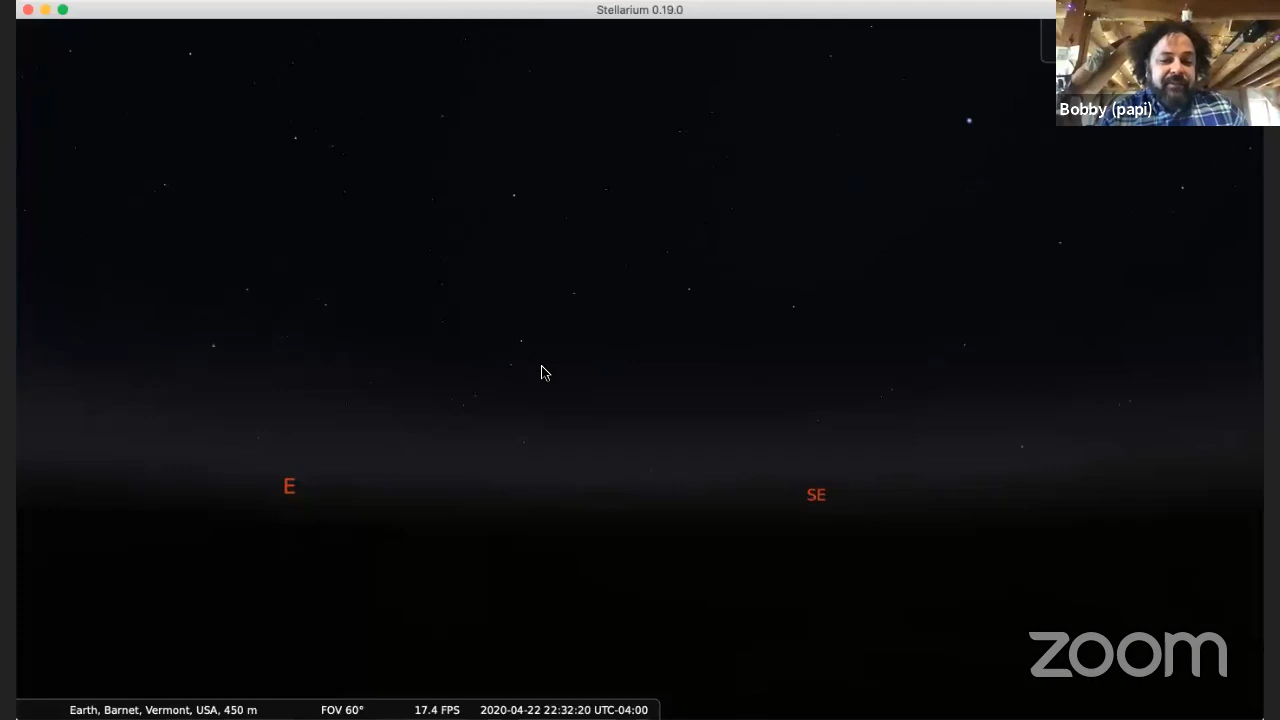 Stellarium 0.19.0
Bobby (papi)
E
SE
zoom
Earth, Barnet, Vermont, USA, 450 m FOV 60° 17.4 FPS 2020-04-22 22:32:20 UTC-04:00